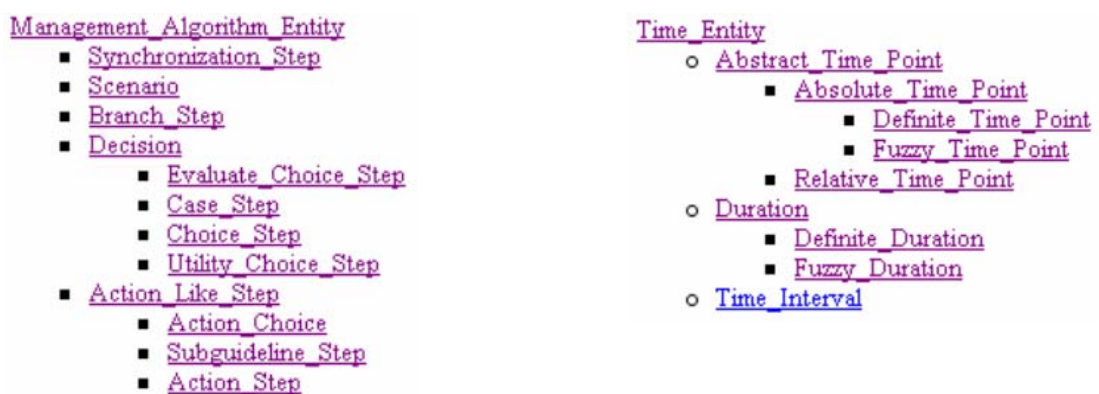 Management_Algorithm_Entity
Synchronization_Step
Scenario
Branch_Step
Decision
Evaluate_Choice_Step
Case_Step
Choice_Step
Utility_Choice_Step
Action_Like_Step
Action_Choice
Subguideline_Step
Action_Step
Time_Entity
Abstract_Time_Point
Absolute_Time_Point
Definite_Time_Point
Fuzzy_Time_Point
Relative_Time_Point
Duration
Definite_Duration
Fuzzy_Duration
Time_Interval